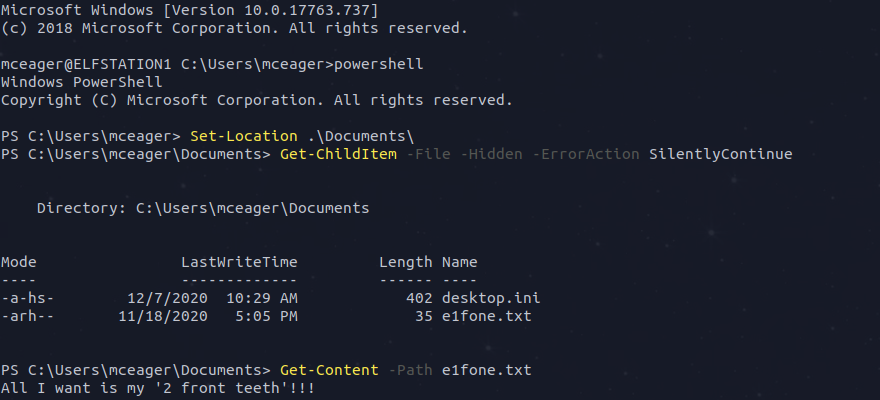 Microsoft Windows [Version 10.0.17763.737]
(c) 2018 Microsoft Corporation. All rights reserved.
mceager@ELFSTATION1 C:\Users\mceager>powershell
Windows PowerShell
Copyright (C) Microsoft Corporation. All rights reserved.
PS C:\Users\mceager> Set-Location .\Documents\
PS C:\Users\mceager\Documents> Get-ChildItem -File -Hidden -ErrorAction SilentlyContinue
Directory: C:\Users\mceager\Documents
Mode                LastWriteTime         Length Name
----                -------------         ------ ----
-a-hs-        12/7/2020  10:29 AM            402 desktop.ini
-arh--       11/18/2020   5:05 PM             35 e1fone.txt
PS C:\Users\mceager\Documents> Get-Content -Path e1fone.txt
All I want is my '2 front teeth'!!!